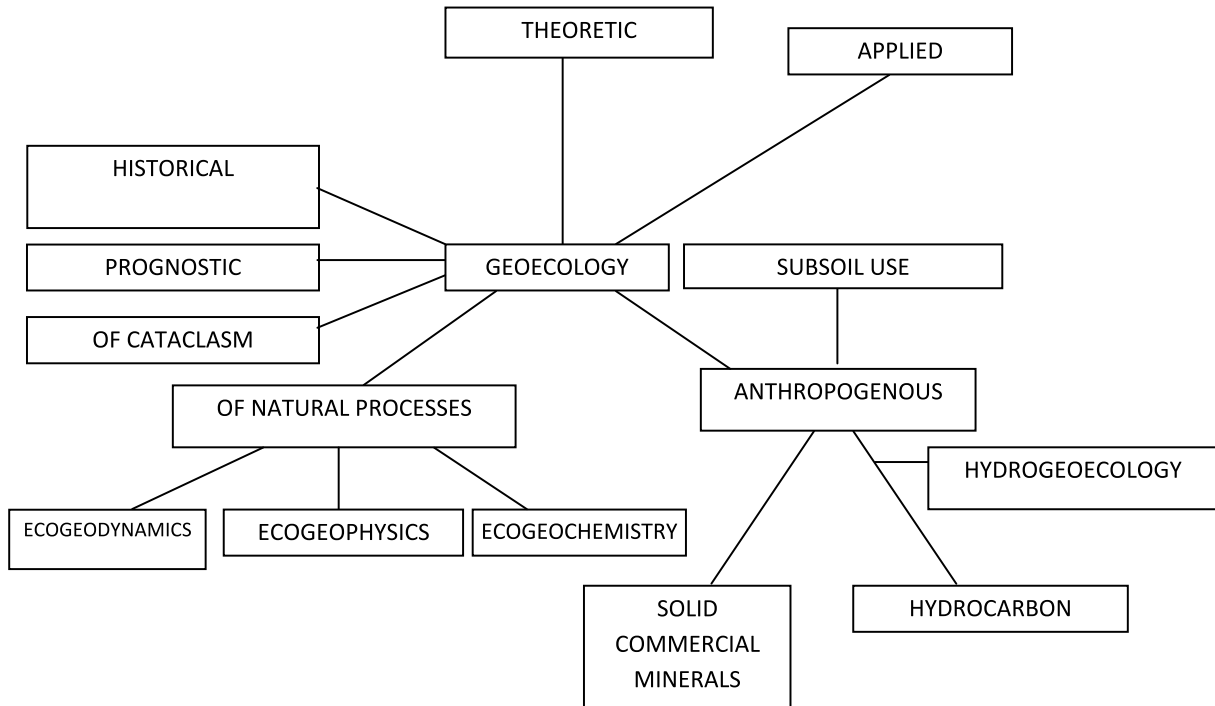 THEORETIC
APPLIED
HISTORICAL
PROGNOSTIC
GEOECOLOGY
SUBSOIL USE
OF CATACLASM
OF NATURAL PROCESSES
ANTHROPOGENOUS
HYDROGEOECOLOGY
ECOGEODYNAMICS
ECOGEOPHYSICS
ECOGEOCHEMISTRY
SOLID
COMMERCIAL
MINERALS
HYDROCARBON